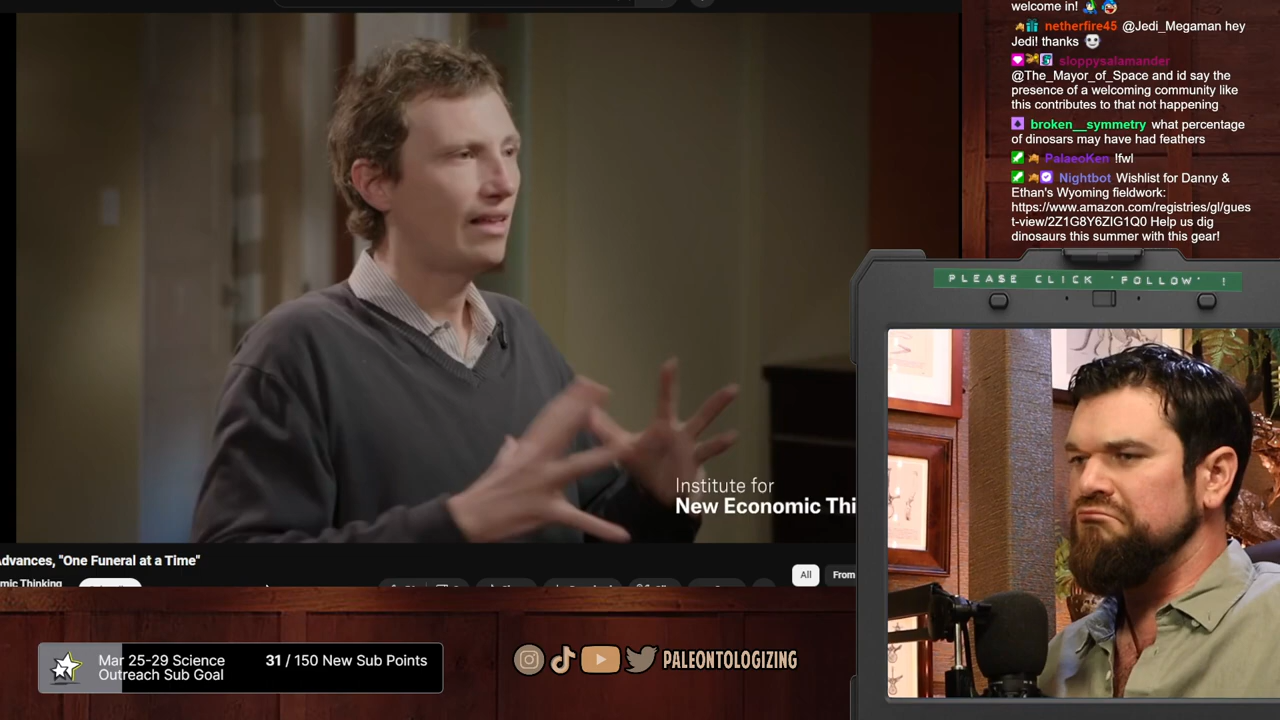 welcome in!
netherfire45 @Jedi_Megaman hey
Jedi! thanks
sloppysalamander
@The_Mayor_of_Space and id say the
presence of a welcoming community like
this contributes to that not happening
broken__symmetry what percentage
of dinosars may have had feathers
PalaeoKen !fwl
Nightbot Wishlist for Danny &
Ethan's Wyoming fieldwork:
https://www.amazon.com/registries/gl/gues
t-view/2Z1G8Y6ZIG1Q0 Help us dig
dinosaurs this summer with this gear!
PLEASE CLICK 'FOLLOW' !
Institute for
New Economic Thi
Advances, "One Funeral at a Time"
mic Thinking
All
From
Mar 25-29 Science
Outreach Sub Goal
31 / 150 New Sub Points
PALEONTOLOGIZING